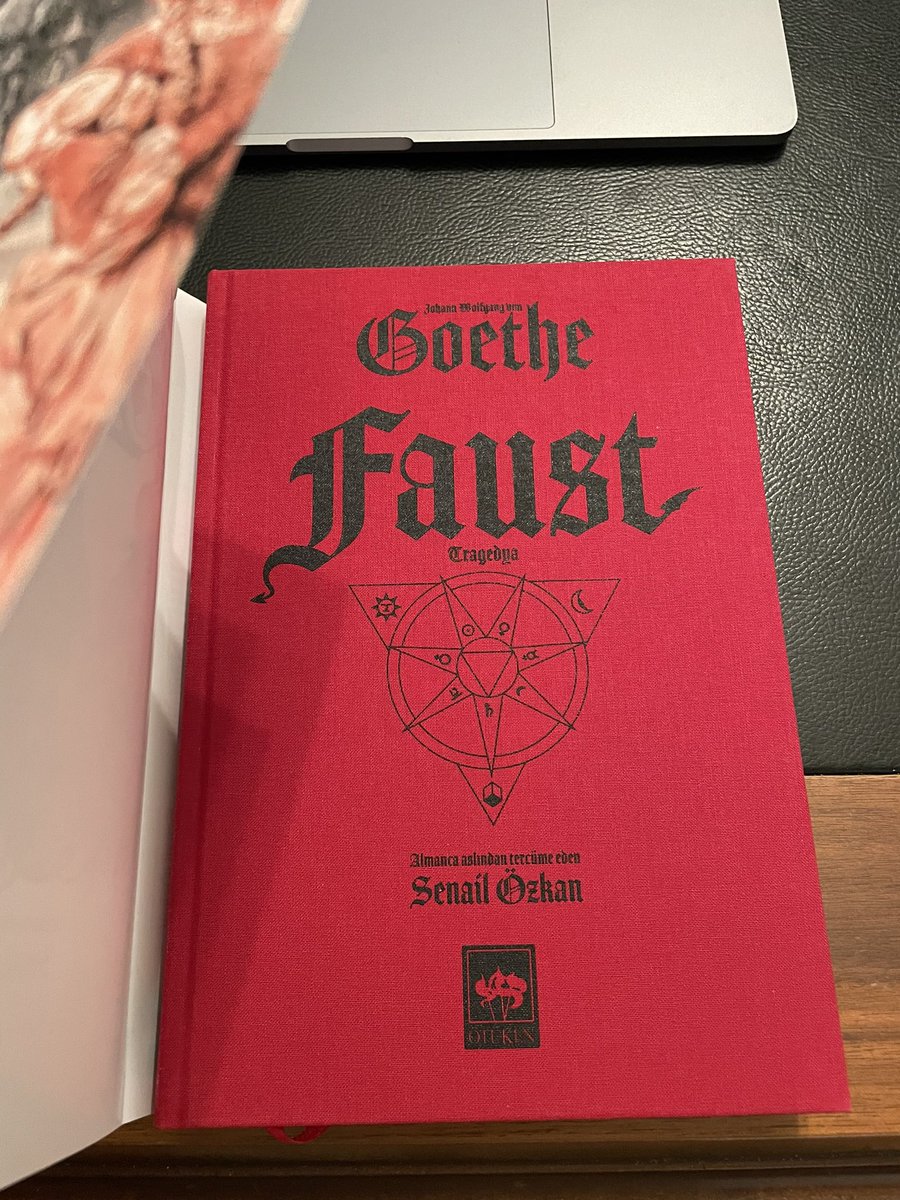 Johann Wolfgang von
Goethe
Faust
Tragedya
Almanca aslından tercüme eden
Senail Özkan
ÖTÜKEN